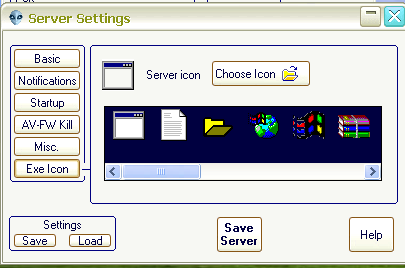 Server Settings
Basic
Notifications
Startup
AV-FW Kill
Misc.
Exe Icon
Server icon
Choose Icon
Settings
Save
Load
Save
Server
Help